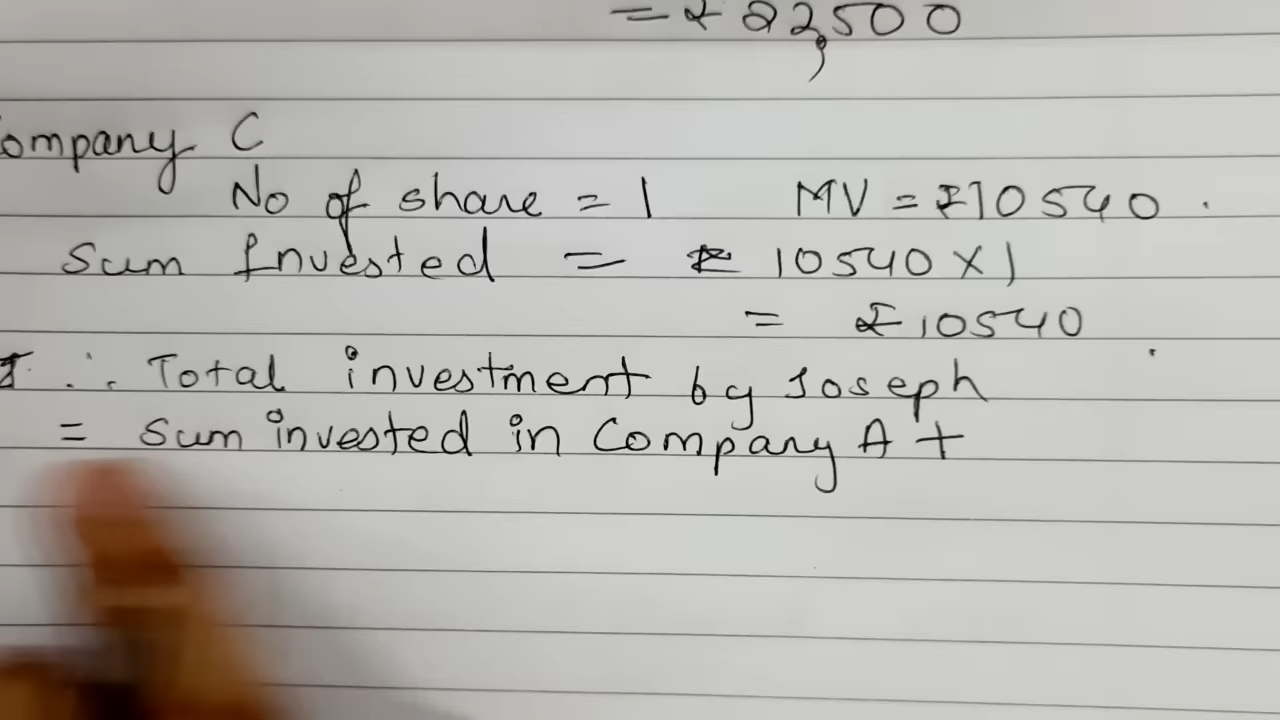 = ₹ 22,500
ompany C
No of share = 1 MV = ₹10540.
Sum Invested = ₹ 10540 x 1
= ₹10540
∴ Total investment by Joseph
= Sum invested in Company A +